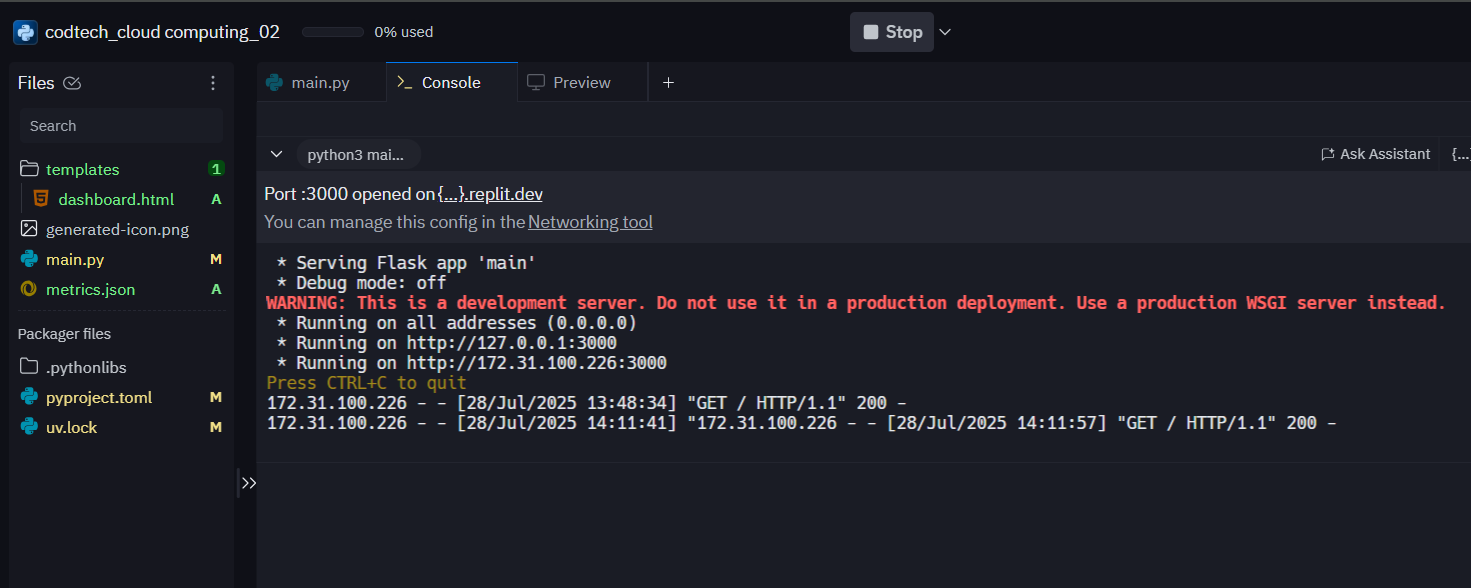 codtech_cloud computing_02
0% used
Stop
Files
Search
templates 1
dashboard.html A
generated-icon.png
main.py M
metrics.json A
Packager files
.pythonlibs
pyproject.toml M
uv.lock M
main.py
Console
Preview
python3 mai...
Ask Assistant
{...}
Port :3000 opened on {...}.replit.dev
You can manage this config in the Networking tool
* Serving Flask app 'main'
* Debug mode: off
WARNING: This is a development server. Do not use it in a production deployment. Use a production WSGI server instead.
* Running on all addresses (0.0.0.0)
* Running on http://127.0.0.1:3000
* Running on http://172.31.100.226:3000
Press CTRL+C to quit
172.31.100.226 - - [28/Jul/2025 13:48:34] "GET / HTTP/1.1" 200 -
172.31.100.226 - - [28/Jul/2025 14:11:41] "172.31.100.226 - - [28/Jul/2025 14:11:57] "GET / HTTP/1.1" 200 -